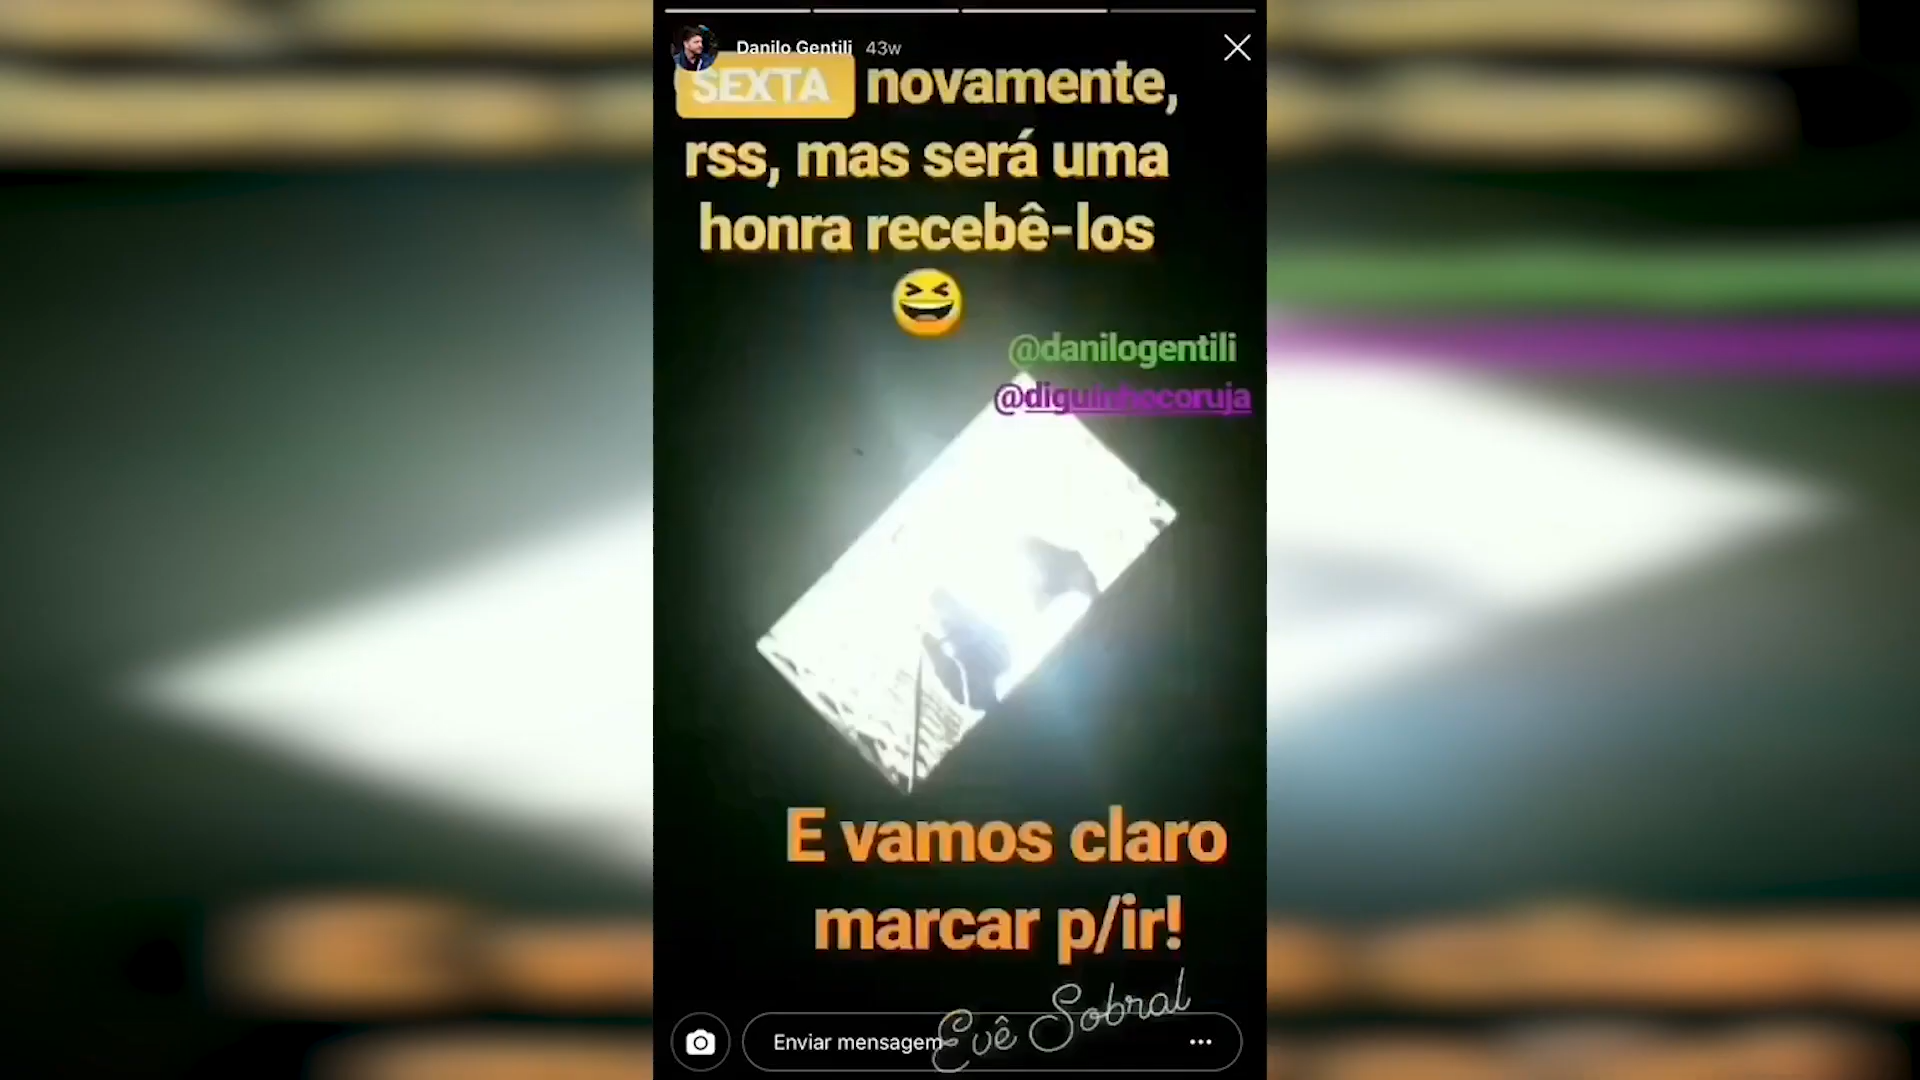 Danilo Gentili 43w
SEXTA novamente,
rss, mas será uma
honra recebê-los
@danilogentili
@diguinhocoruja
E vamos claro
marcar p/ir!
Evê Sobral
Enviar mensagem